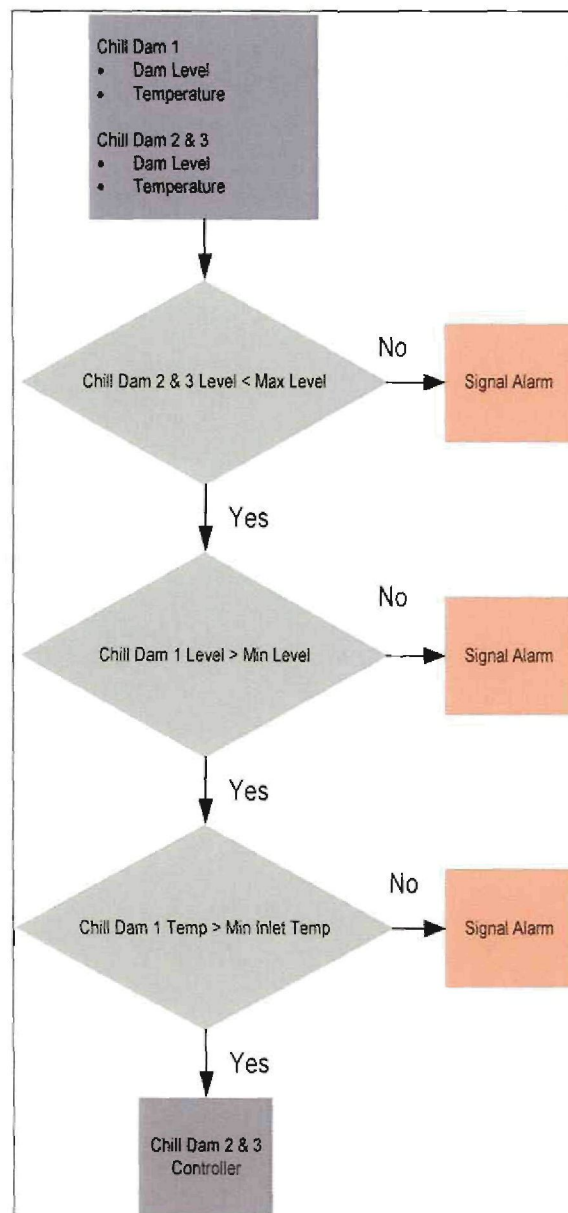 Chill Dam 1
• Dam Level
• Temperature
Chill Dam 2 & 3
• Dam Level
• Temperature
Chill Dam 2 & 3 Level < Max Level
No
Signal Alarm
Yes
Chill Dam 1 Level > Min Level
No
Signal Alarm
Yes
Chill Dam 1 Temp > Min Inlet Temp
No
Signal Alarm
Yes
Chill Dam 2 & 3
Controller